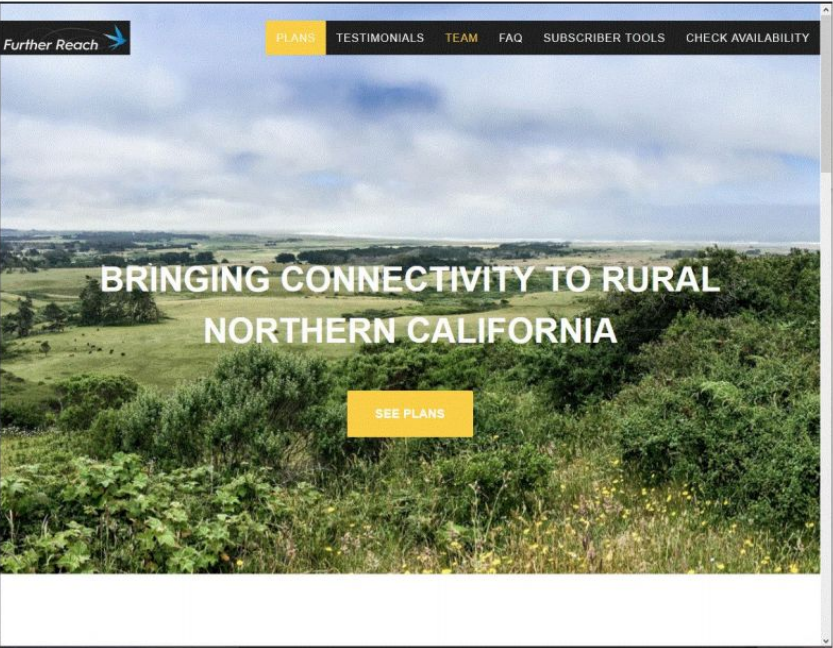 Further Reach
PLANS TESTIMONIALS TEAM FAQ SUBSCRIBER TOOLS CHECK AVAILABILITY
BRINGING CONNECTIVITY TO RURAL
NORTHERN CALIFORNIA
SEE PLANS